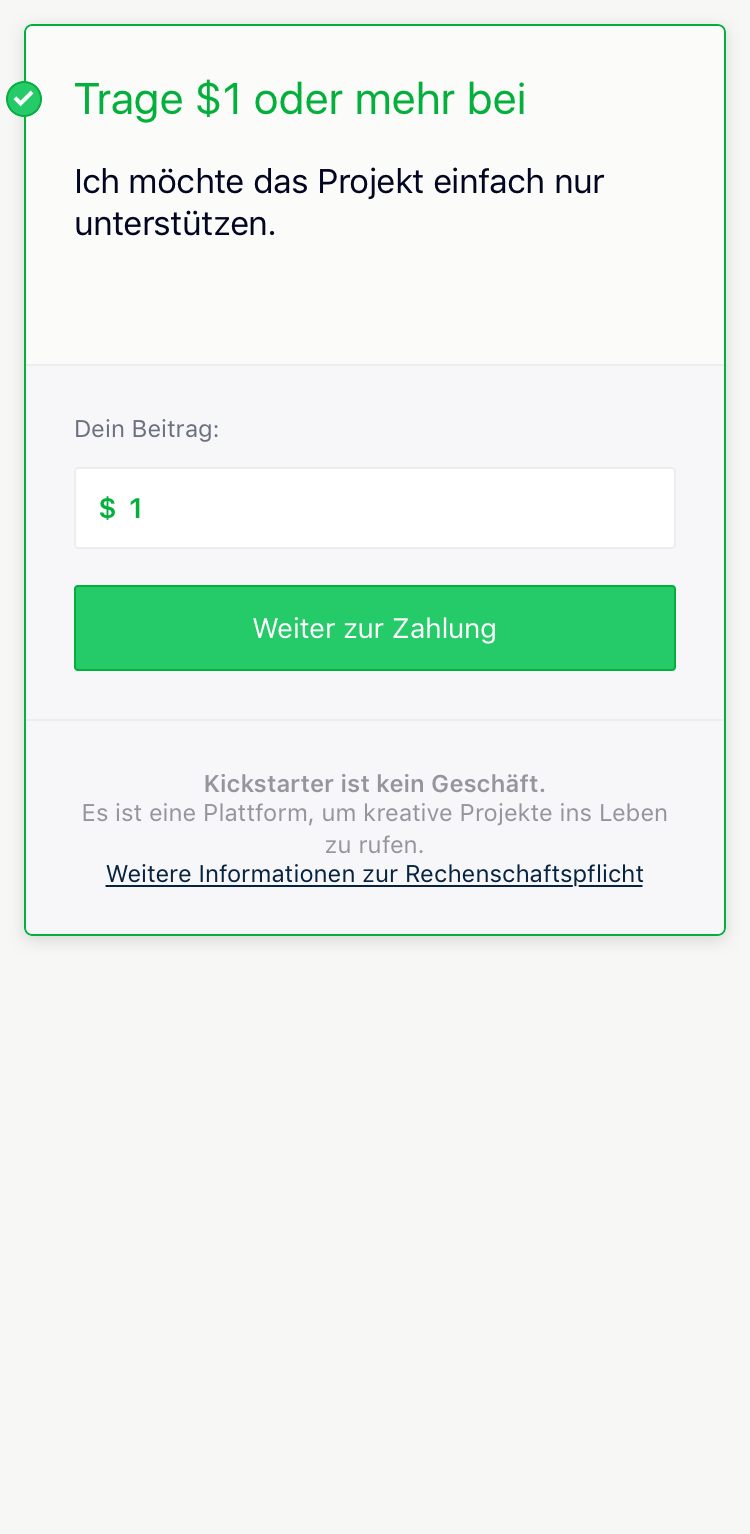 Trage $1 oder mehr bei
Ich möchte das Projekt einfach nur
unterstützen.
Dein Beitrag:
$ 1
Weiter zur Zahlung
Kickstarter ist kein Geschäft.
Es ist eine Plattform, um kreative Projekte ins Leben
zu rufen.
Weitere Informationen zur Rechenschaftspflicht